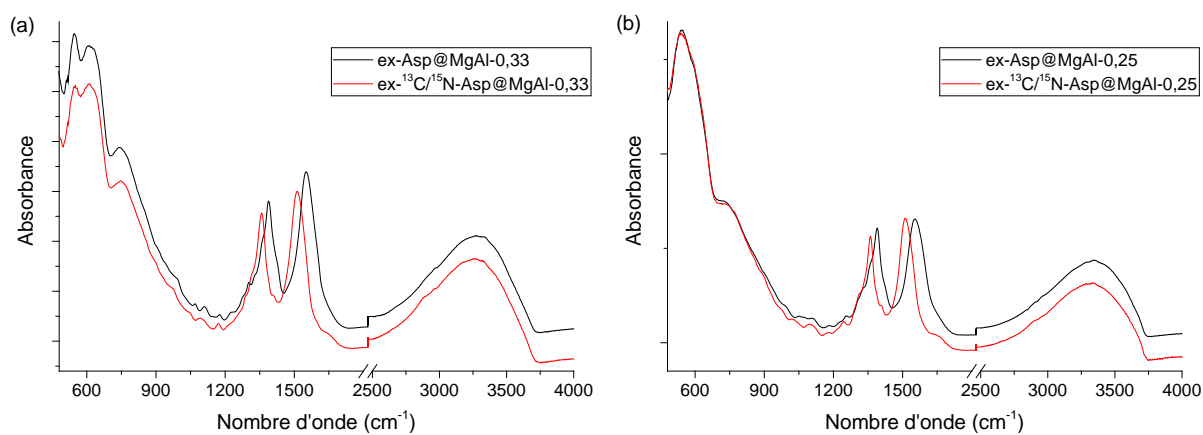 (a)
ex-Asp@MgAl-0,33
ex-¹³C/¹⁵N-Asp@MgAl-0,33
Absorbance
600 900 1200 1500 2500 3000 3500 4000
Nombre d'onde (cm⁻¹)
(b)
ex-Asp@MgAl-0,25
ex-¹³C/¹⁵N-Asp@MgAl-0,25
Absorbance
600 900 1200 1500 2500 3000 3500 4000
Nombre d'onde (cm⁻¹)